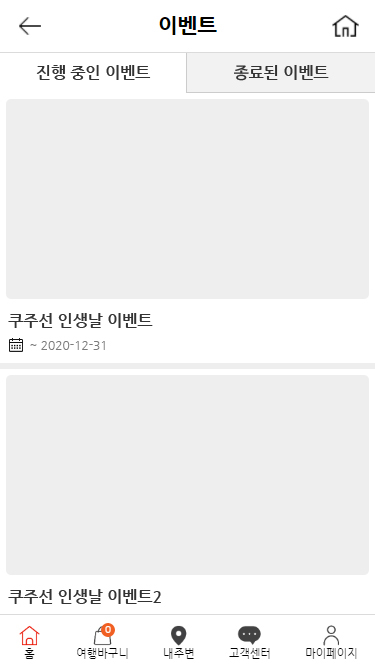 이벤트
진행 중인 이벤트
종료된 이벤트
쿠주선 인생날 이벤트
~ 2020-12-31
쿠주선 인생날 이벤트2
0
홈
여행바구니
내주변
고객센터
마이페이지